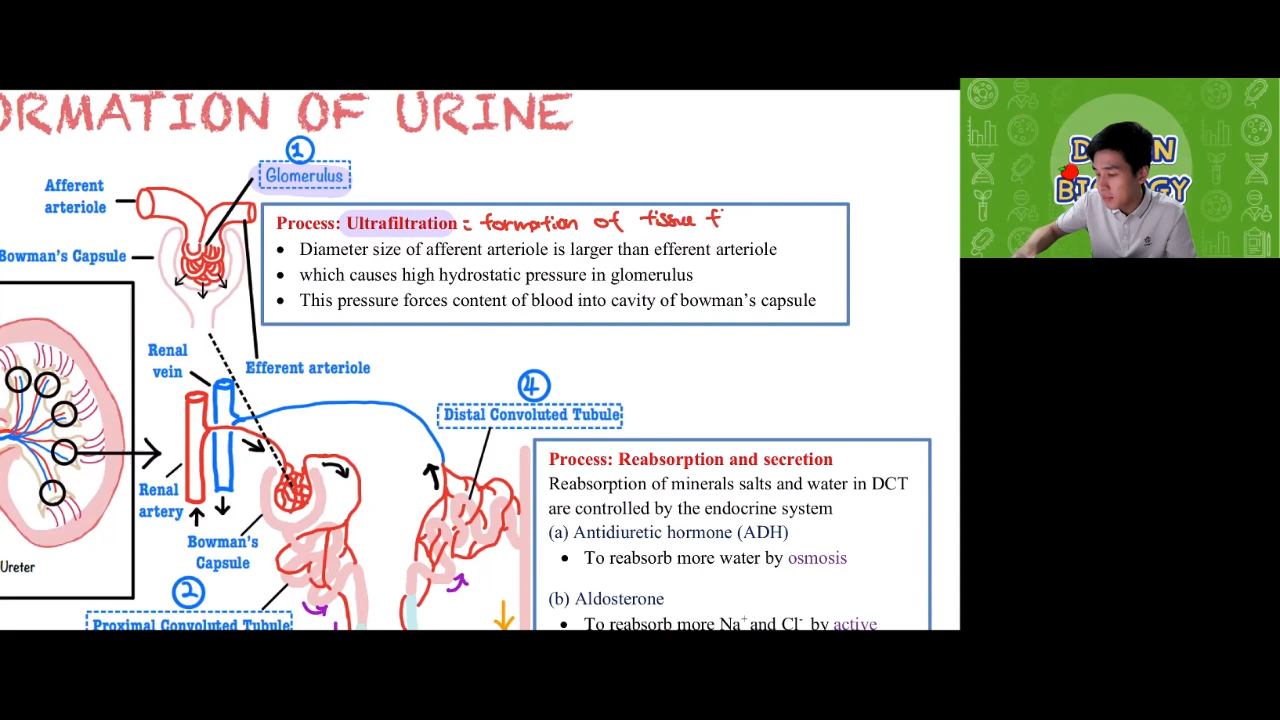 ORMATION OF URINE
1
Glomerulus
Afferent
arteriole
Bowman's Capsule
Process: Ultrafiltration = formation of tissue f
• Diameter size of afferent arteriole is larger than efferent arteriole
• which causes high hydrostatic pressure in glomerulus
• This pressure forces content of blood into cavity of bowman's capsule
Renal
vein
Efferent arteriole
4
Distal Convoluted Tubule
Renal
artery
Bowman's
Capsule
Ureter
2
Proximal Convoluted Tubule
Process: Reabsorption and secretion
Reabsorption of minerals salts and water in DCT
are controlled by the endocrine system
(a) Antidiuretic hormone (ADH)
• To reabsorb more water by osmosis
(b) Aldosterone
• To reabsorb more Na+ and Cl- by active